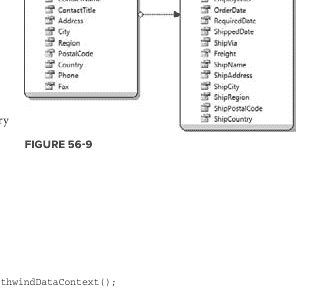 ContactTitle
Address
City
Region
PostalCode
Country
Phone
Fax
OrderDate
RequiredDate
ShippedDate
ShipVia
Freight
ShipName
ShipAddress
ShipCity
ShipRegion
ShipPostalCode
ShipCountry
ry
FIGURE 56-9
thwindDataContext();